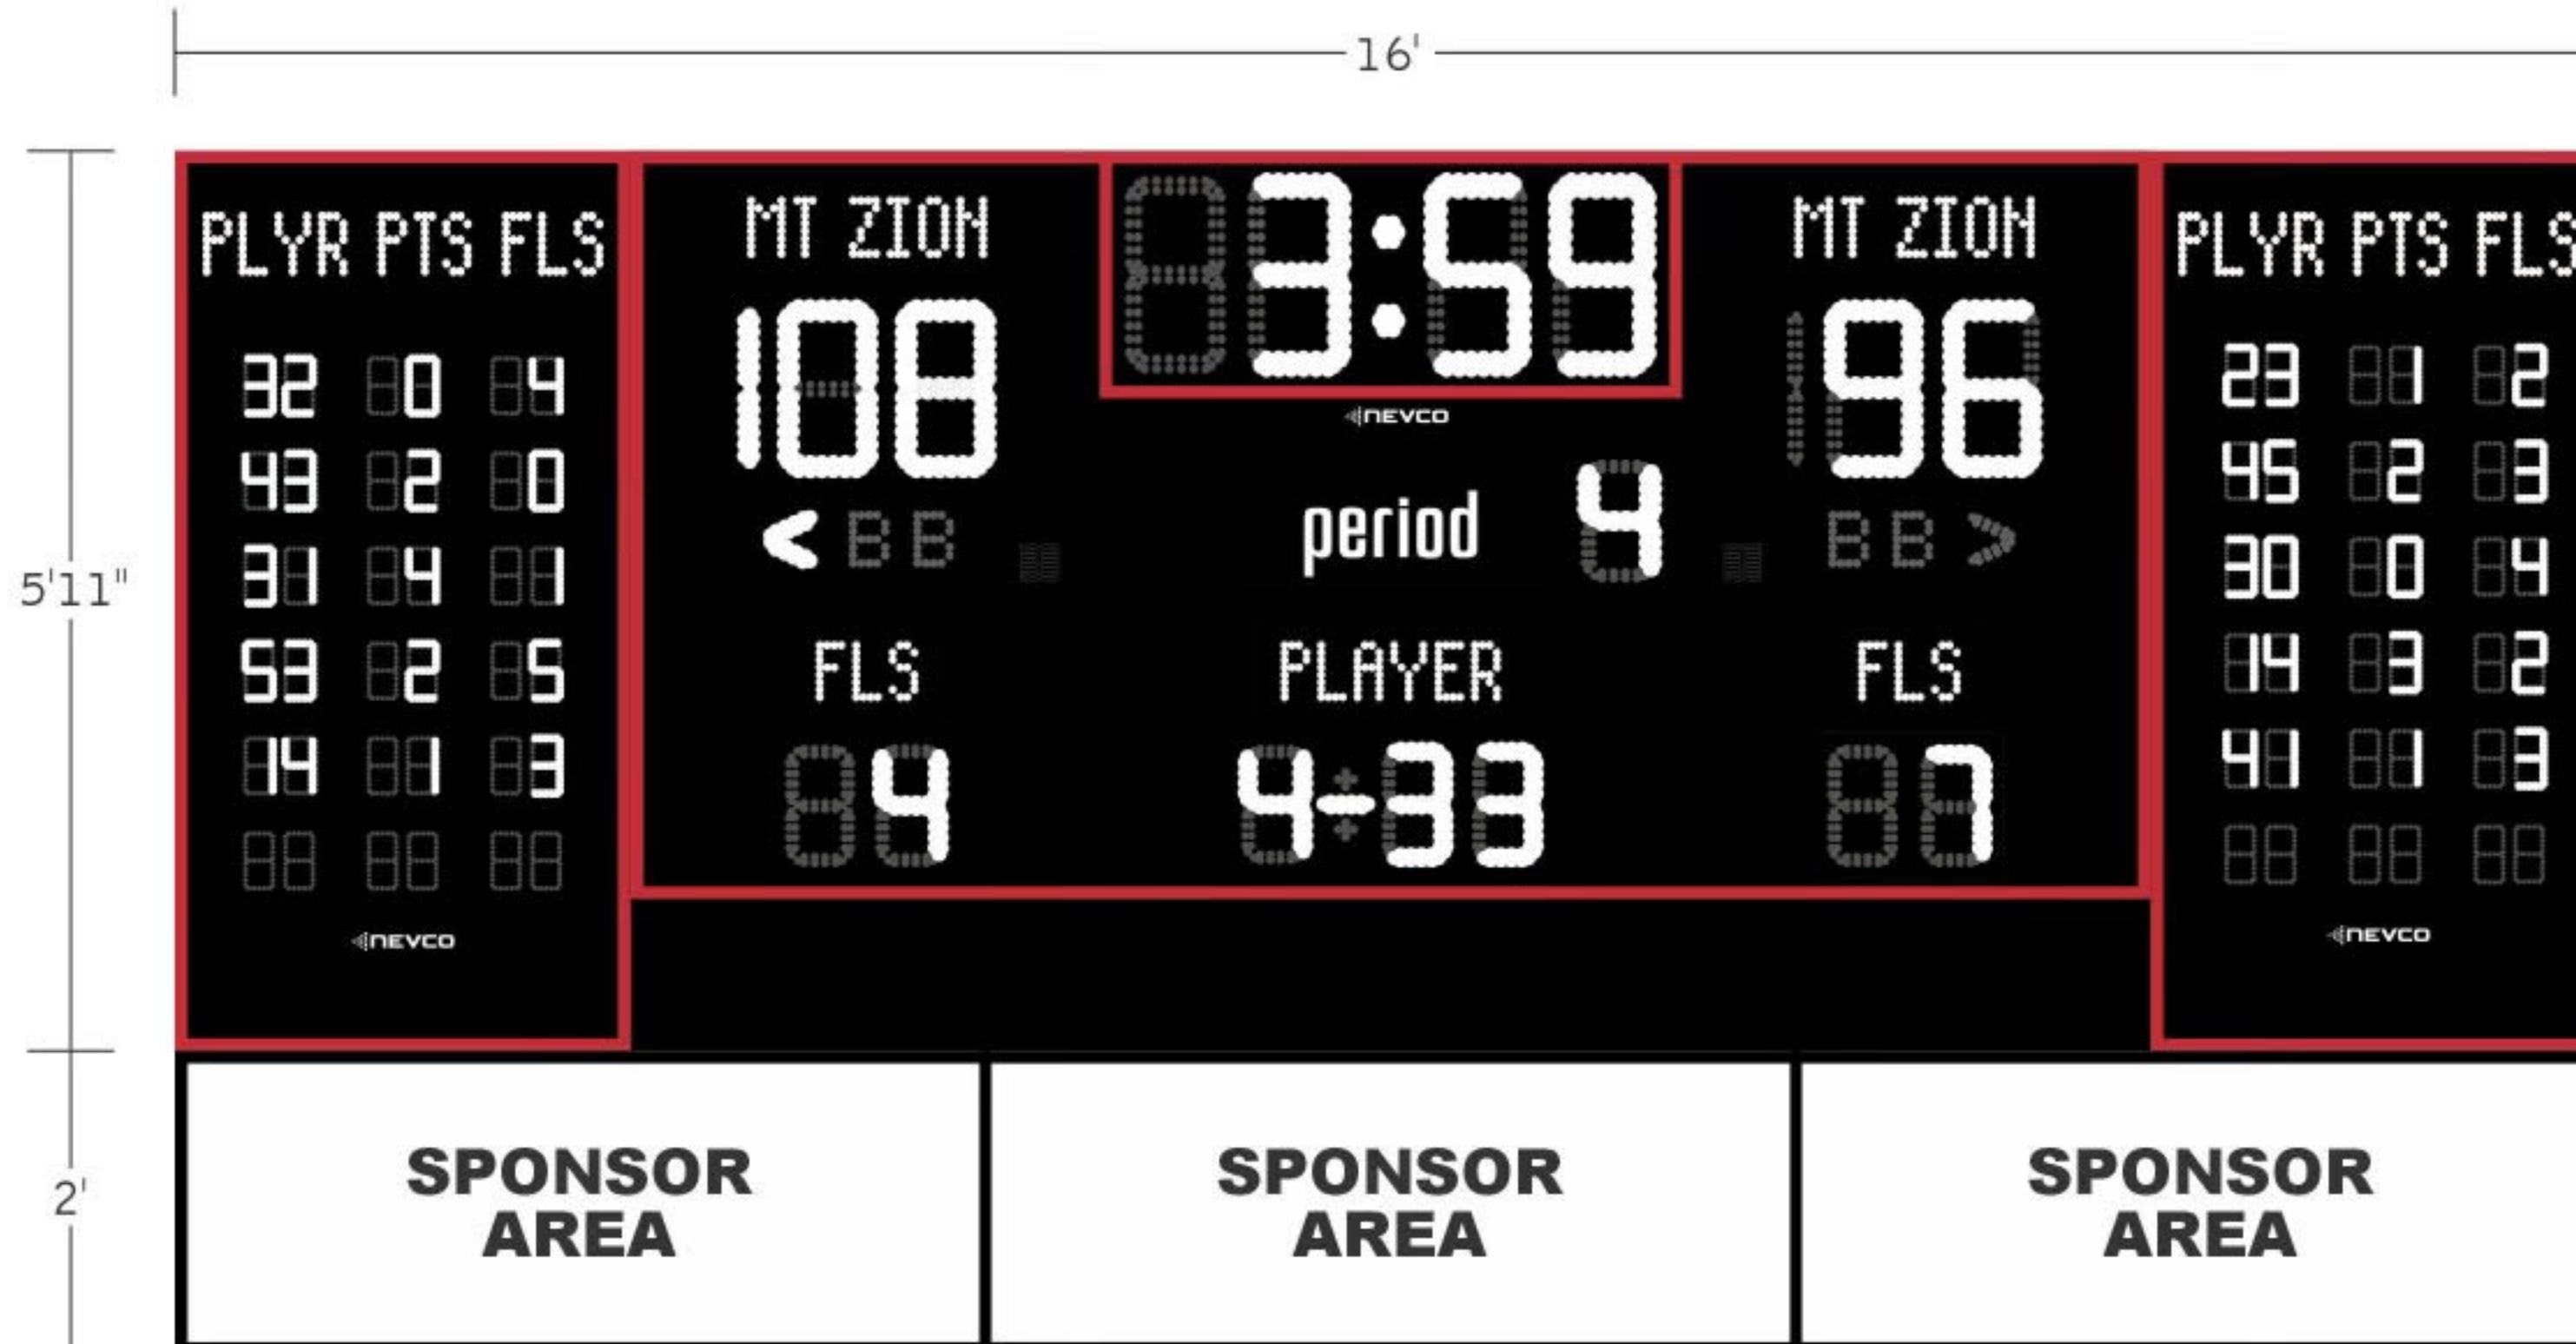 16'
5'11"
2'
PLYR PTS FLS
32 0 4
43 2 0
31 4 1
53 2 5
14 1 3
NEVCO
MT ZION
108
<
FLS
4
3:59
NEVCO
period 4
PLAYER
4-33
MT ZION
96
FLS
7
PLYR PTS FLS
23 1 2
45 2 3
30 0 4
14 3 2
41 1 3
NEVCO
SPONSOR
AREA
SPONSOR
AREA
SPONSOR
AREA